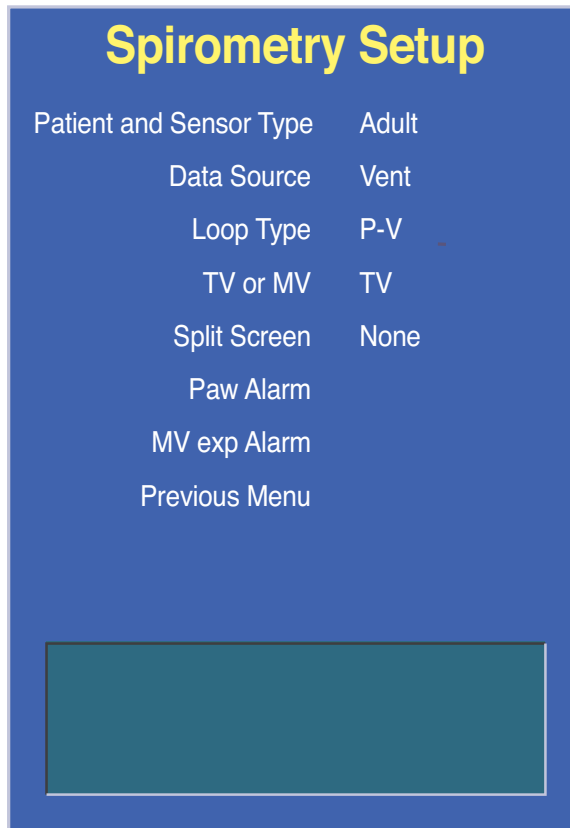 Spirometry Setup
Patient and Sensor Type Adult
Data Source Vent
Loop Type P-V
TV or MV TV
Split Screen None
Paw Alarm
MV exp Alarm
Previous Menu